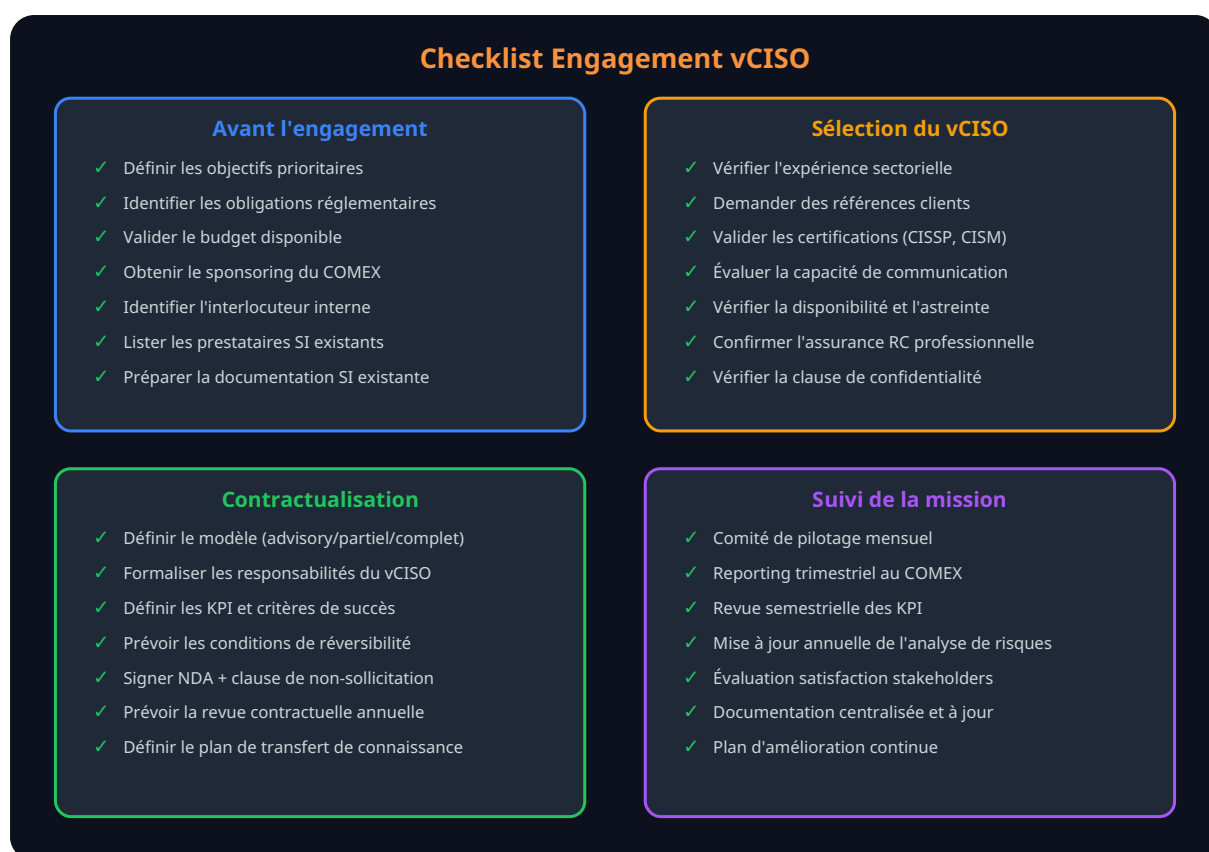 Checklist Engagement vCISO
Avant l'engagement
✓ Définir les objectifs prioritaires
✓ Identifier les obligations réglementaires
✓ Valider le budget disponible
✓ Obtenir le sponsoring du COMEX
✓ Identifier l'interlocuteur interne
✓ Lister les prestataires SI existants
✓ Préparer la documentation SI existante
Sélection du vCISO
✓ Vérifier l'expérience sectorielle
✓ Demander des références clients
✓ Valider les certifications (CISSP, CISM)
✓ Évaluer la capacité de communication
✓ Vérifier la disponibilité et l'astreinte
✓ Confirmer l'assurance RC professionnelle
✓ Vérifier la clause de confidentialité
Contractualisation
✓ Définir le modèle (advisory/partiel/complet)
✓ Formaliser les responsabilités du vCISO
✓ Définir les KPI et critères de succès
✓ Prévoir les conditions de réversibilité
✓ Signer NDA + clause de non-sollicitation
✓ Prévoir la revue contractuelle annuelle
✓ Définir le plan de transfert de connaissance
Suivi de la mission
✓ Comité de pilotage mensuel
✓ Reporting trimestriel au COMEX
✓ Revue semestrielle des KPI
✓ Mise à jour annuelle de l'analyse de risques
✓ Évaluation satisfaction stakeholders
✓ Documentation centralisée et à jour
✓ Plan d'amélioration continue